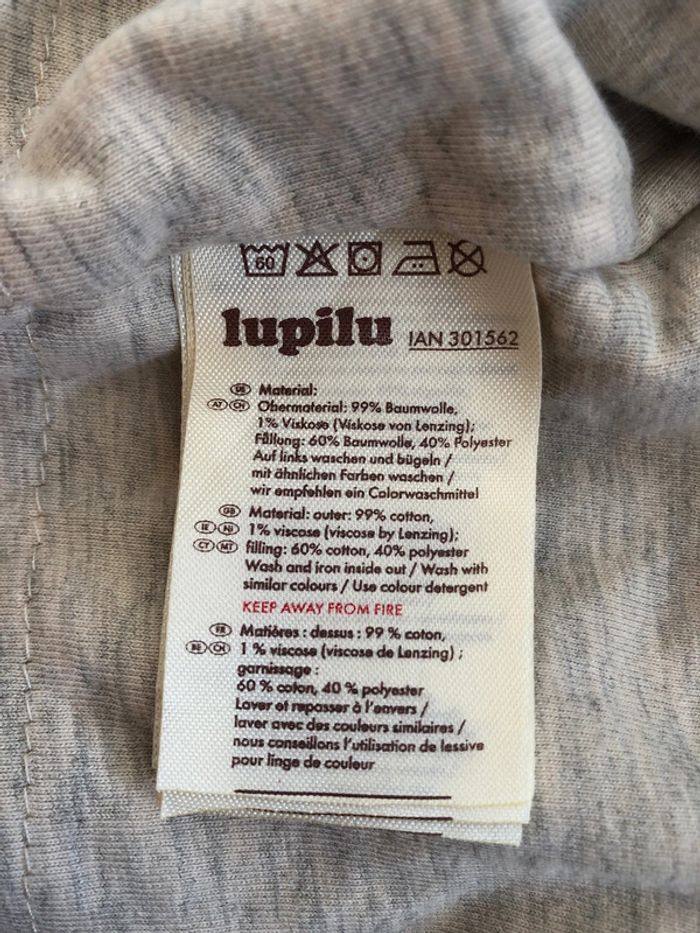 60
lupilu IAN 301562
DE Material:
AT CH Obermaterial: 99% Baumwolle,
1% Viskose (Viskose von Lenzing);
Füllung: 60% Baumwolle, 40% Polyester
Auf links waschen und bügeln /
mit ähnlichen Farben waschen /
wir empfehlen ein Colorwaschmittel
GB Material: outer: 99% cotton,
IE NI 1% viscose (viscose by Lenzing);
CY MT filling: 60% cotton, 40% polyester
Wash and iron inside out / Wash with
similar colours / Use colour detergent
KEEP AWAY FROM FIRE
FR Matières : dessus : 99 % coton,
BE CH 1 % viscose (viscose de Lenzing) ;
garnissage :
60 % coton, 40 % polyester
Laver et repasser à l'envers /
laver avec des couleurs similaires /
nous conseillons l'utilisation de lessive
pour linge de couleur